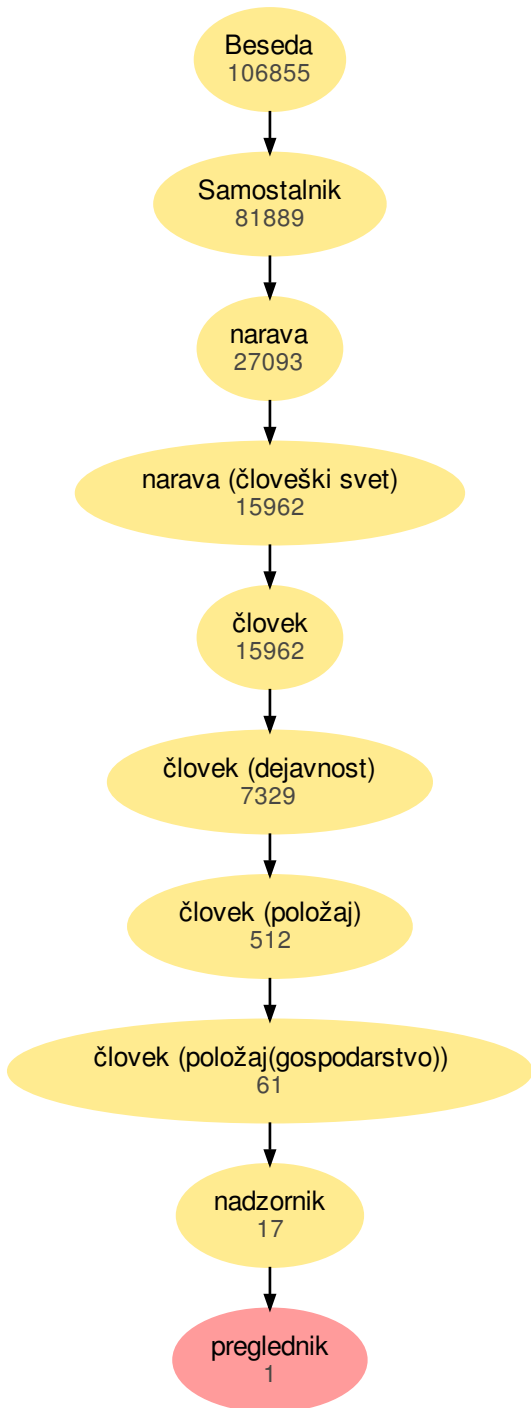 Beseda
106855
Samostalnik
81889
narava
27093
narava (človeški svet)
15962
človek
15962
človek (dejavnost)
7329
človek (položaj)
512
človek (položaj(gospodarstvo))
61
nadzornik
17
preglednik
1